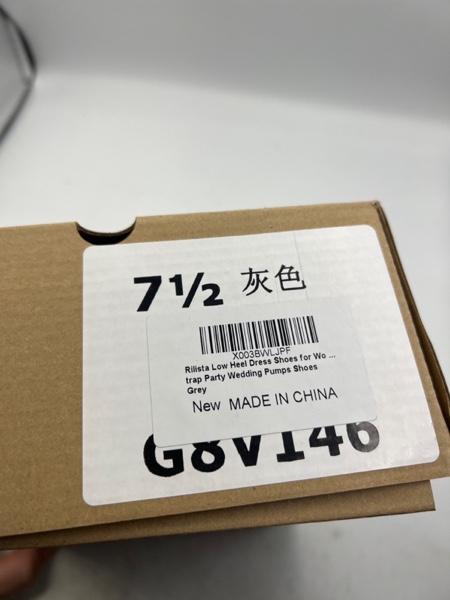 7½ 灰色
X003BWLJPF
Rilista Low Heel Dress Shoes for Wo ...
trap Party Wedding Pumps Shoes
Grey
New MADE IN CHINA
G8V146